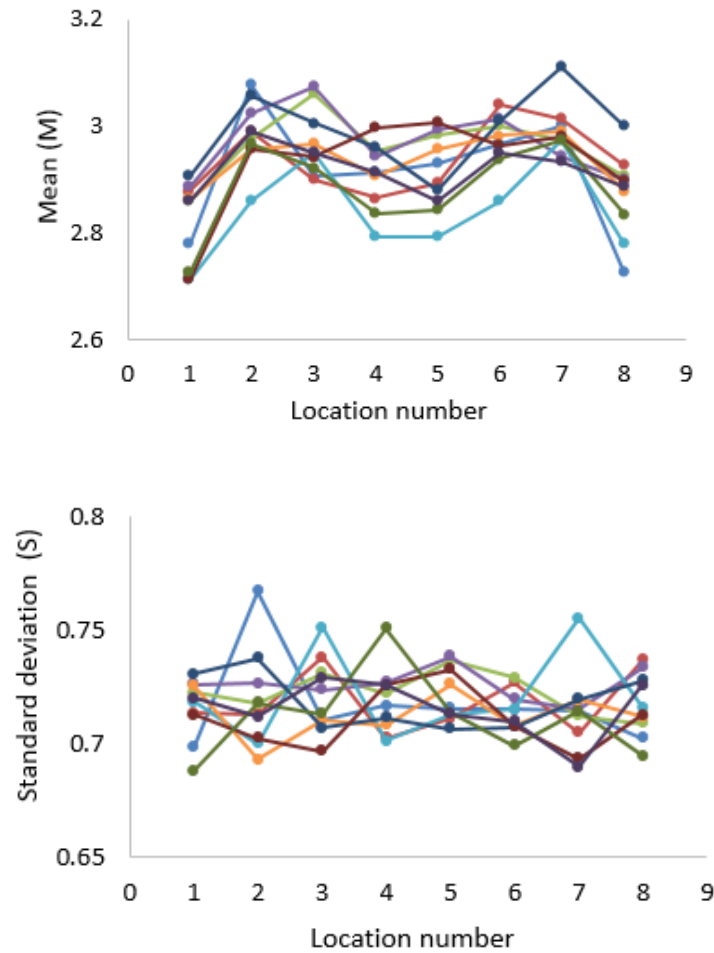 3.2
3
2.8
2.6
Mean (M)
0 1 2 3 4 5 6 7 8 9
Location number
0.8
0.75
0.7
0.65
Standard deviation (S)
0 1 2 3 4 5 6 7 8 9
Location number